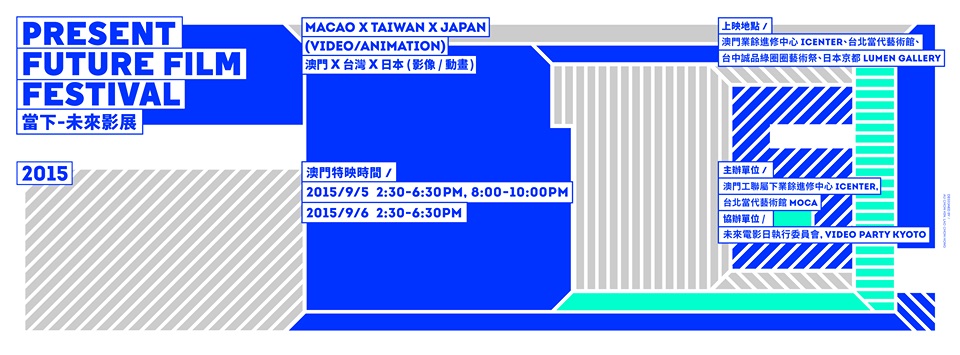 PRESENT
FUTURE FILM
FESTIVAL
當下-未來影展
2015
MACAO X TAIWAN X JAPAN
(VIDEO/ANIMATION)
澳門 X 台灣 X 日本 (影像 / 動畫)
澳門特映時間 /
2015/9/5 2:30-6:30PM, 8:00-10:00PM
2015/9/6 2:30-6:30PM
上映地點 /
澳門業餘進修中心 ICENTER、台北當代藝術館、
台中誠品綠圈圈藝術祭、日本京都 LUMEN GALLERY
主辦單位 /
澳門工聯屬下業餘進修中心 ICENTER,
台北當代藝術館 MOCA
協辦單位 /
未來電影日執行委員會, VIDEO PARTY KYOTO